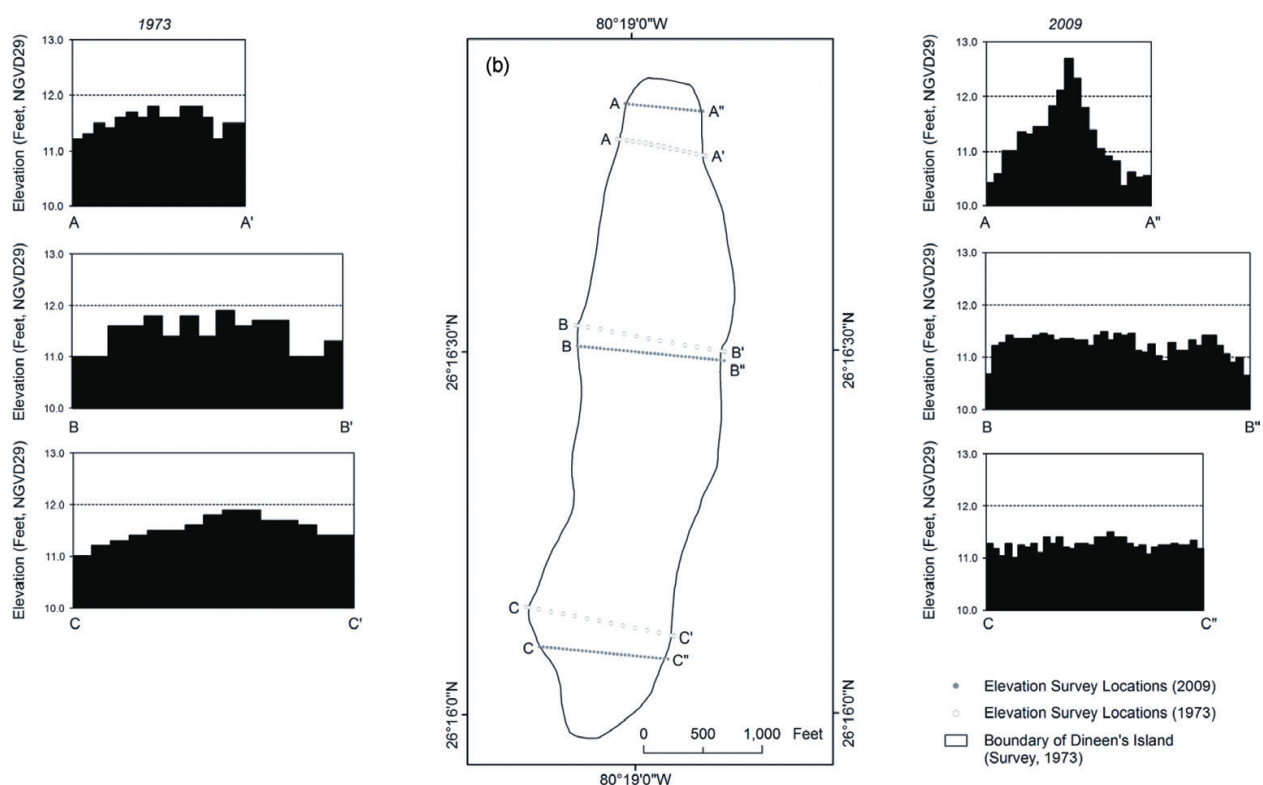 1973
13.0
12.0
11.0
10.0
Elevation (Feet, NGVD29)
A A'
13.0
12.0
11.0
10.0
Elevation (Feet, NGVD29)
B B'
13.0
12.0
11.0
10.0
Elevation (Feet, NGVD29)
C C'
80°19'0"W
(b)
A A"
A A'
B B'
B B"
C C'
C C"
26°16'30"N
26°16'30"N
26°16'0"N
26°16'0"N
0 500 1,000 Feet
80°19'0"W
2009
13.0
12.0
11.0
10.0
Elevation (Feet, NGVD29)
A A"
13.0
12.0
11.0
10.0
Elevation (Feet, NGVD29)
B B"
13.0
12.0
11.0
10.0
Elevation (Feet, NGVD29)
C C"
Elevation Survey Locations (2009)
Elevation Survey Locations (1973)
Boundary of Dineen's Island
(Survey, 1973)